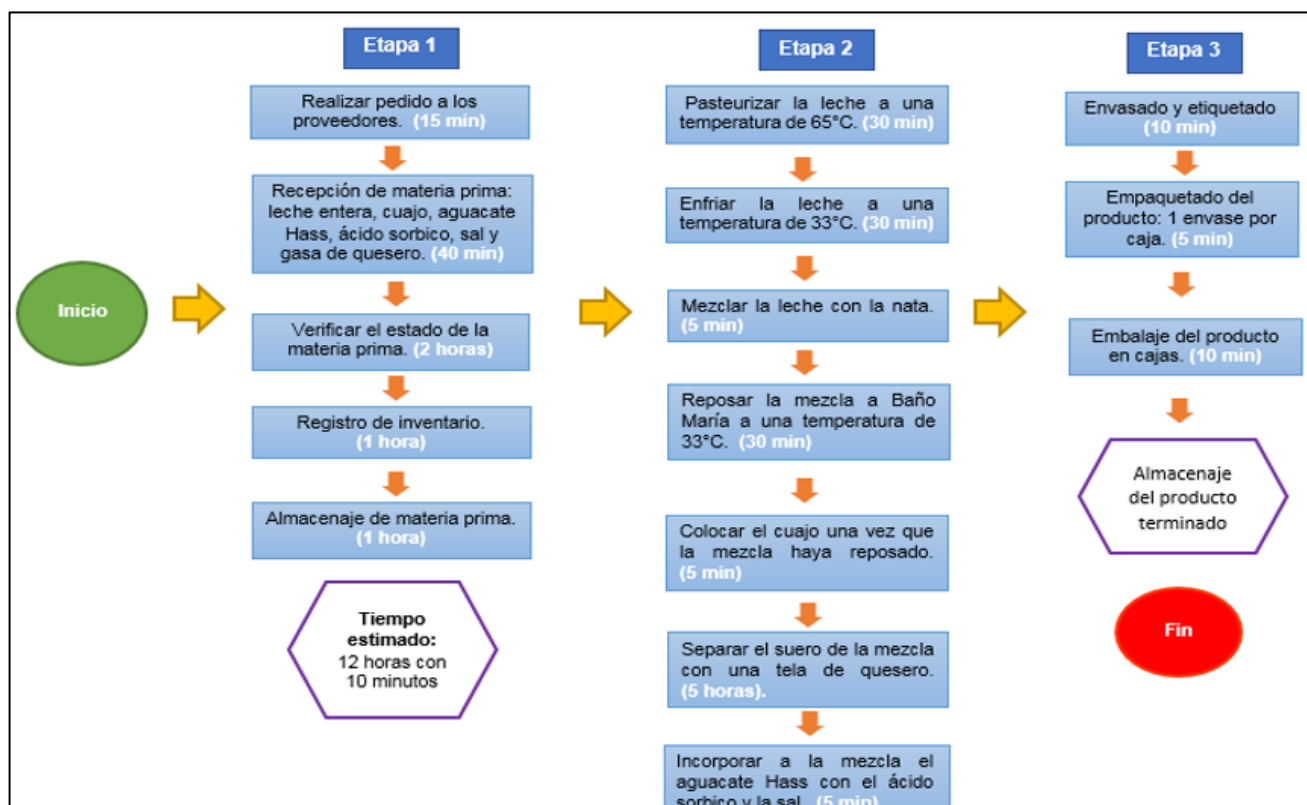 Inicio
Etapa 1
Realizar pedido a los
proveedores. (15 min)
Recepción de materia prima:
leche entera, cuajo, aguacate
Hass, ácido sorbico, sal y
gasa de quesero. (40 min)
Verificar el estado de la
materia prima. (2 horas)
Registro de inventario.
(1 hora)
Almacenaje de materia prima.
(1 hora)
Tiempo
estimado:
12 horas con
10 minutos
Etapa 2
Pasteurizar la leche a una
temperatura de 65°C. (30 min)
Enfriar la leche a una
temperatura de 33°C. (30 min)
Mezclar la leche con la nata.
(5 min)
Reposar la mezcla a Baño
María a una temperatura de
33°C. (30 min)
Colocar el cuajo una vez que
la mezcla haya reposado.
(5 min)
Separar el suero de la mezcla
con una tela de quesero.
(5 horas).
Incorporar a la mezcla el
aguacate Hass con el ácido
sorbico y la sal. (5 min)
Etapa 3
Envasado y etiquetado
(10 min)
Empaquetado del
producto: 1 envase por
caja. (5 min)
Embalaje del producto
en cajas. (10 min)
Almacenaje
del producto
terminado
Fin